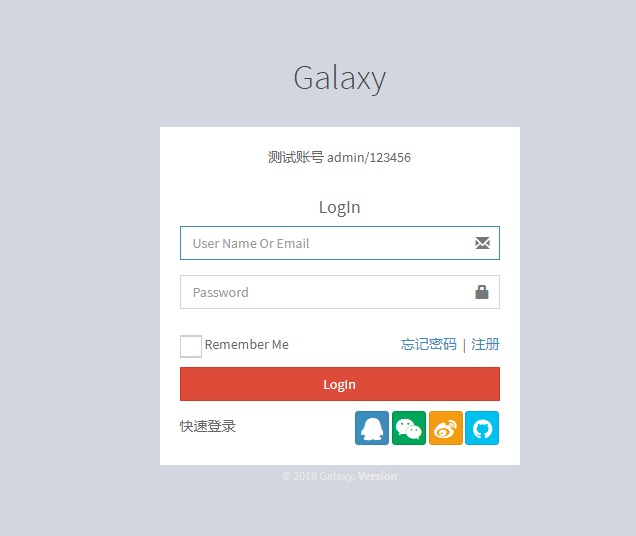 Galaxy
测试账号 admin/123456
LogIn
User Name Or Email
Password
Remember Me 忘记密码 | 注册
LogIn
快速登录
© 2018 Galaxy. Version